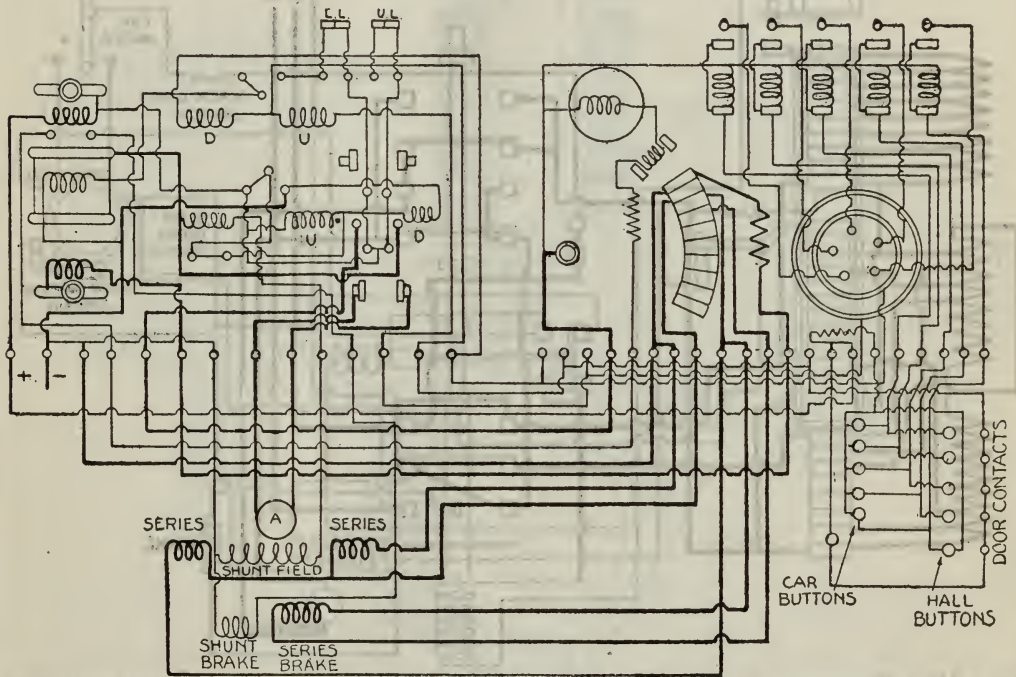 E.L. U.L.
D U
U D
+ −
A
SERIES SERIES
SHUNT FIELD
SHUNT
BRAKE
SERIES
BRAKE
CAR
BUTTONS
HALL
BUTTONS
DOOR CONTACTS